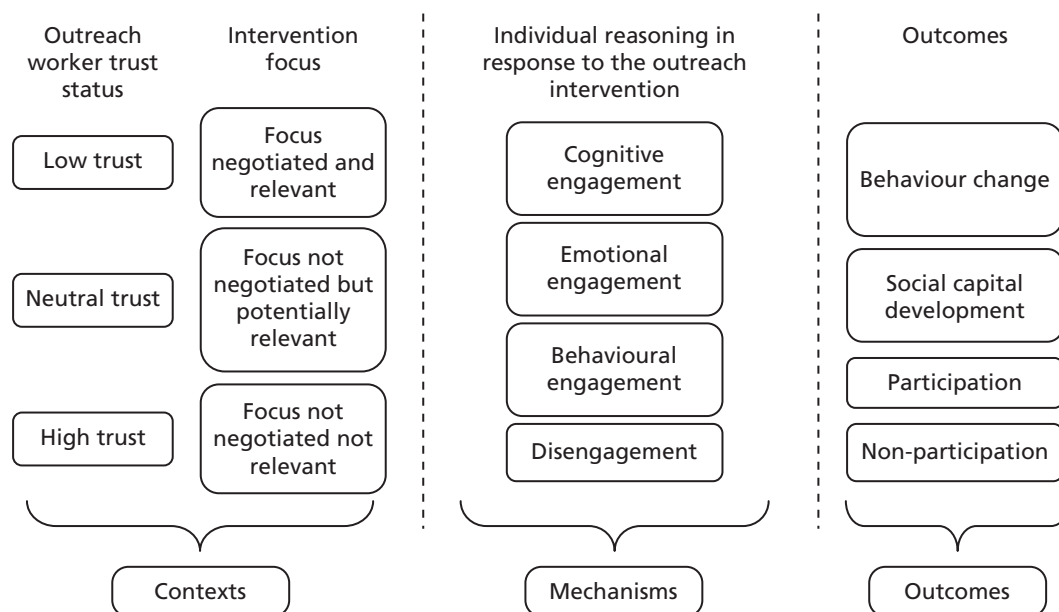 Outreach
worker trust
status
Intervention
focus
Individual reasoning in
response to the outreach
intervention
Outcomes
Low trust
Neutral trust
High trust
Focus
negotiated and
relevant
Focus not
negotiated but
potentially
relevant
Focus not
negotiated not
relevant
Cognitive
engagement
Emotional
engagement
Behavioural
engagement
Disengagement
Behaviour change
Social capital
development
Participation
Non-participation
Contexts
Mechanisms
Outcomes